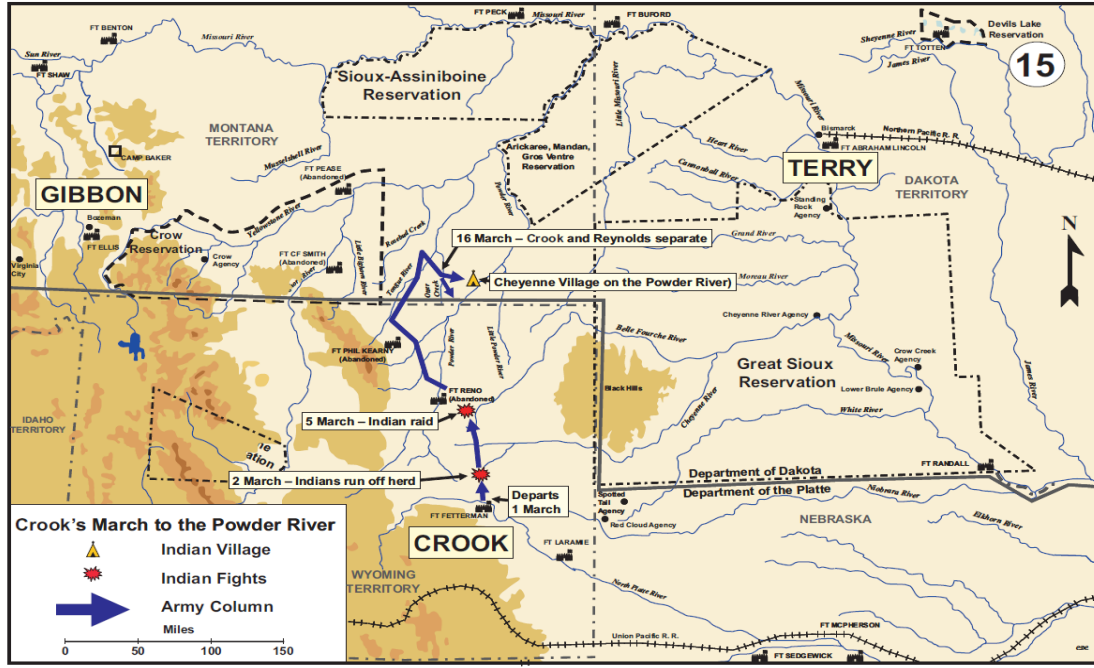 FT PECK
Missouri River
FT BUFORD
FT BENTON
Missouri River
Devils Lake
Reservation
Sheyenne River
FT TOTTEN
James River
15
Sun River
FT SHAW
Sioux-Assiniboine
Reservation
Little Missouri River
Missouri River
MONTANA
TERRITORY
CAMP BAKER
Musselshell River
Bismarck
Northern Pacific R. R.
FT ABRAHAM LINCOLN
Heart River
Arickaree, Mandan,
Gros Ventre
Reservation
Cannonball River
TERRY
DAKOTA
TERRITORY
FT PEASE
(Abandoned)
GIBBON
Powder River
Standing
Rock
Agency
Yellowstone River
Bozeman
FT ELLIS
Crow
Reservation
Crow
Agency
Rosebud Creek
16 March – Crook and Reynolds separate
Grand River
N
Virginia
City
FT CF SMITH
(Abandoned)
Little Bighorn River
Tongue River
Otter
Creek
Cheyenne Village on the Powder River)
Moreau River
Cheyenne River Agency
Belle Fourche River
Missouri River
FT PHIL KEARNY
(Abandoned)
Powder River
Little Powder River
Crow Creek
Agency
James River
Great Sioux
Reservation
Black Hills
Lower Brule Agency
FT RENO
(Abandoned)
Cheyenne River
White River
5 March – Indian raid
IDAHO
TERRITORY
ation
2 March – Indians run off herd
FT RANDALL
Department of Dakota
Department of the Platte
Departs
1 March
Spotted
Tail
Agency
Niobrara River
FT FETTERMAN
Red Cloud Agency
NEBRASKA
Elkhorn River
CROOK
FT LARAMIE
WYOMING
TERRITORY
North Platte River
Union Pacific R. R.
FT MCPHERSON
FT SEDGEWICK
Crook's March to the Powder River
Indian Village
Indian Fights
Army Column
Miles
0 50 100 150